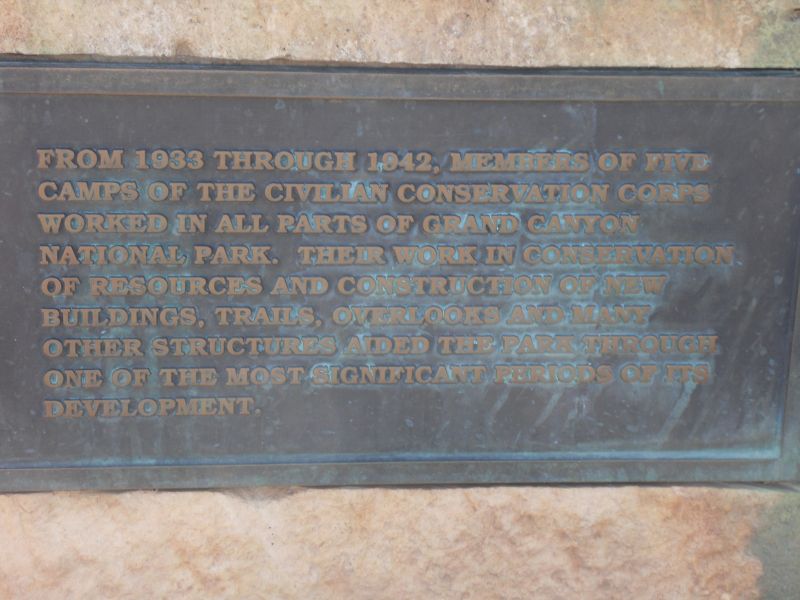 FROM 1933 THROUGH 1942, MEMBERS OF FIVE
CAMPS OF THE CIVILIAN CONSERVATION CORPS
WORKED IN ALL PARTS OF GRAND CANYON
NATIONAL PARK. THEIR WORK IN CONSERVATION
OF RESOURCES AND CONSTRUCTION OF NEW
BUILDINGS, TRAILS, OVERLOOKS AND MANY
OTHER STRUCTURES AIDED THE PARK THROUGH
ONE OF THE MOST SIGNIFICANT PERIODS OF ITS
DEVELOPMENT.